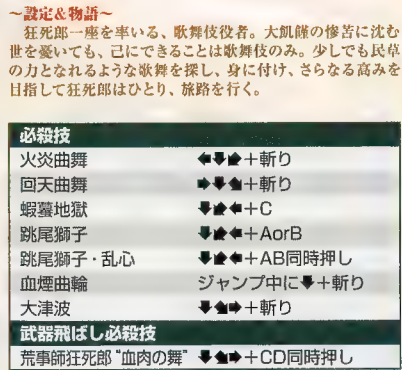 ～設定&物語～
狂死郎一座を率いる、歌舞伎役者。大飢饉の惨苦に沈む
世を憂いても、己にできることは歌舞伎のみ。少しでも民草
の力となれるような歌舞を探し、身に付け、さらなる高みを
目指して狂死郎はひとり、旅路を行く。
必殺技
火炎曲舞 ⬅⬇⬋+斬り
回天曲舞 ➡⬇⬊+斬り
蝦蟇地獄 ⬇⬋⬅+C
跳尾獅子 ⬇⬋⬅+AorB
跳尾獅子・乱心 ⬇⬋⬅+AB同時押し
血煙曲輪 ジャンプ中に⬇+斬り
大津波 ⬇⬊➡+斬り
武器飛ばし必殺技
荒事師狂死郎“血肉の舞” ⬇⬊➡+CD同時押し